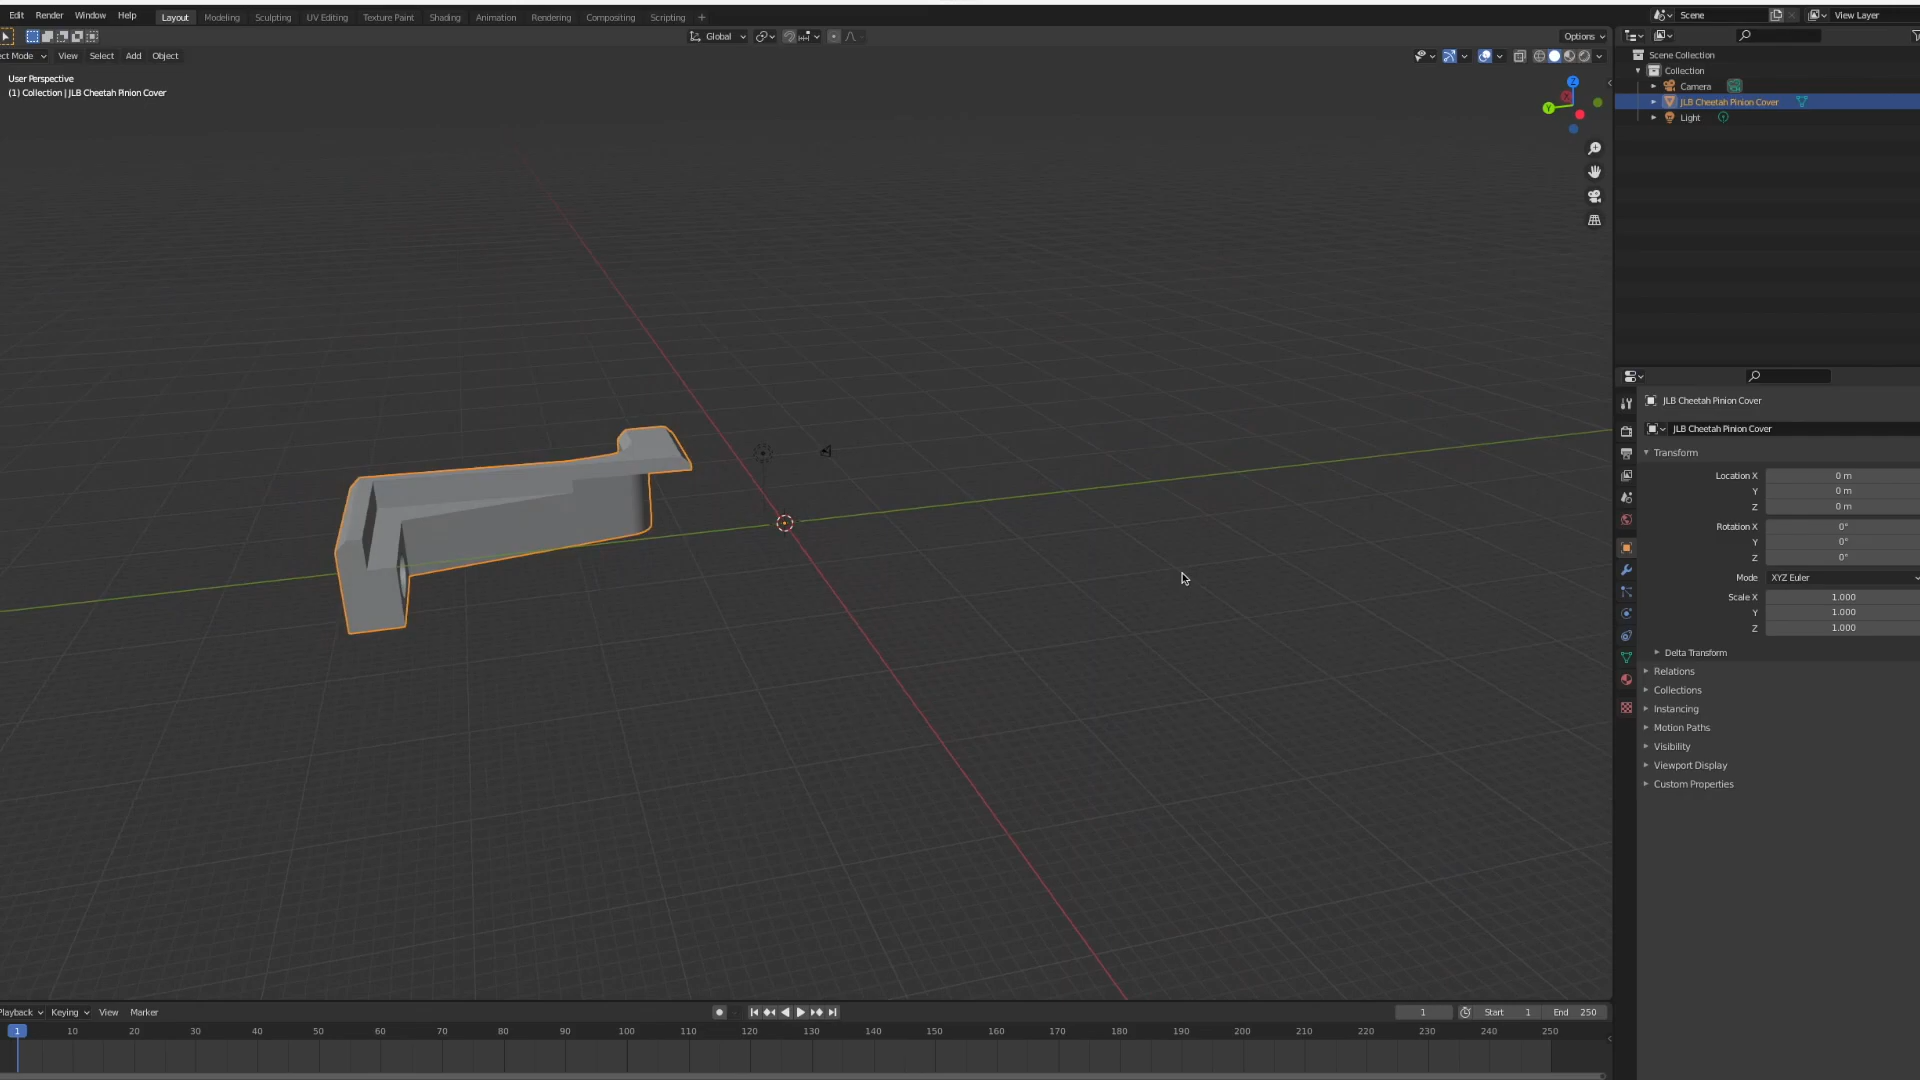 Edit Render Window Help Layout Modeling Sculpting UV Editing Texture Paint Shading Animation Rendering Compositing Scripting + Scene View Layer
Global Options
ect Mode View Select Add Object
User Perspective
(1) Collection | JLB Cheetah Pinion Cover
Z
Y
X
Scene Collection
Collection
Camera
JLB Cheetah Pinion Cover
Light
JLB Cheetah Pinion Cover
JLB Cheetah Pinion Cover
Transform
Location X 0 m
Y 0 m
Z 0 m
Rotation X 0°
Y 0°
Z 0°
Mode XYZ Euler
Scale X 1.000
Y 1.000
Z 1.000
Delta Transform
Relations
Collections
Instancing
Motion Paths
Visibility
Viewport Display
Custom Properties
Playback Keying View Marker 1 Start 1 End 250
1 10 20 30 40 50 60 70 80 90 100 110 120 130 140 150 160 170 180 190 200 210 220 230 240 250